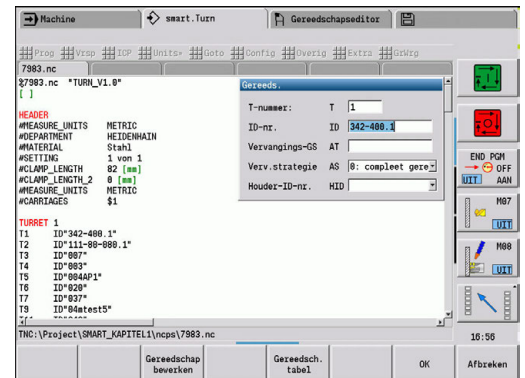 Machine
smart.Turn
Gereedschapseditor
Prog Vrsp ICP Units» Goto Config Overig Extra GrWrg
7983.nc
%7983.nc "TURN_V1.0"
[ ]
HEADER
#MEASURE_UNITS METRIC
#DEPARTMENT HEIDENHAIN
#MATERIAL Stahl
#SETTING 1 von 1
#CLAMP_LENGTH 82 [mm]
#CLAMP_LENGTH_2 0 [mm]
#MEASURE_UNITS METRIC
#CARRIAGES $1
TURRET 1
T1 ID"342-400.1"
T2 ID"111-80-080.1"
T3 ID"007"
T4 ID"003"
T5 ID"004AP1"
T6 ID"020"
T7 ID"037"
T9 ID"04mtest5"
Gereeds.
T-nummer: T 1
ID-nr. ID 342-400.1
Vervangings-GS AT
Verv.strategie AS 0: compleet gere
Houder-ID-nr. HID
TNC:\Project\SMART_KAPITEL1\ncps\7983.nc
END PGM
OFF
UIT AAN
M07
UIT
M08
UIT
16:56
Gereedschap bewerken
Gereedsch. tabel
OK
Afbreken